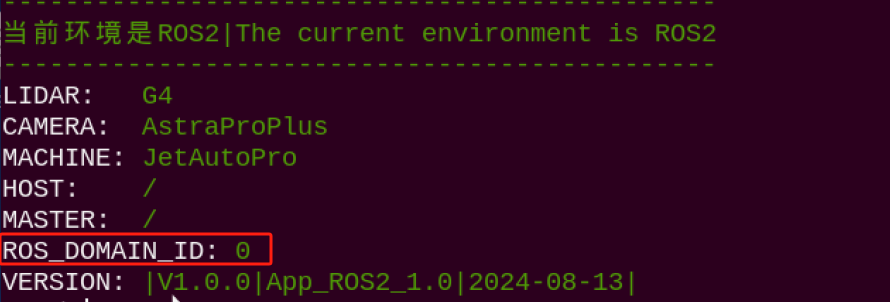 -----------------------------------------------
当前环境是ROS2|The current environment is ROS2
-----------------------------------------------
LIDAR: G4
CAMERA: AstraProPlus
MACHINE: JetAutoPro
HOST: /
MASTER: /
ROS_DOMAIN_ID: 0
VERSION: |V1.0.0|App_ROS2_1.0|2024-08-13|